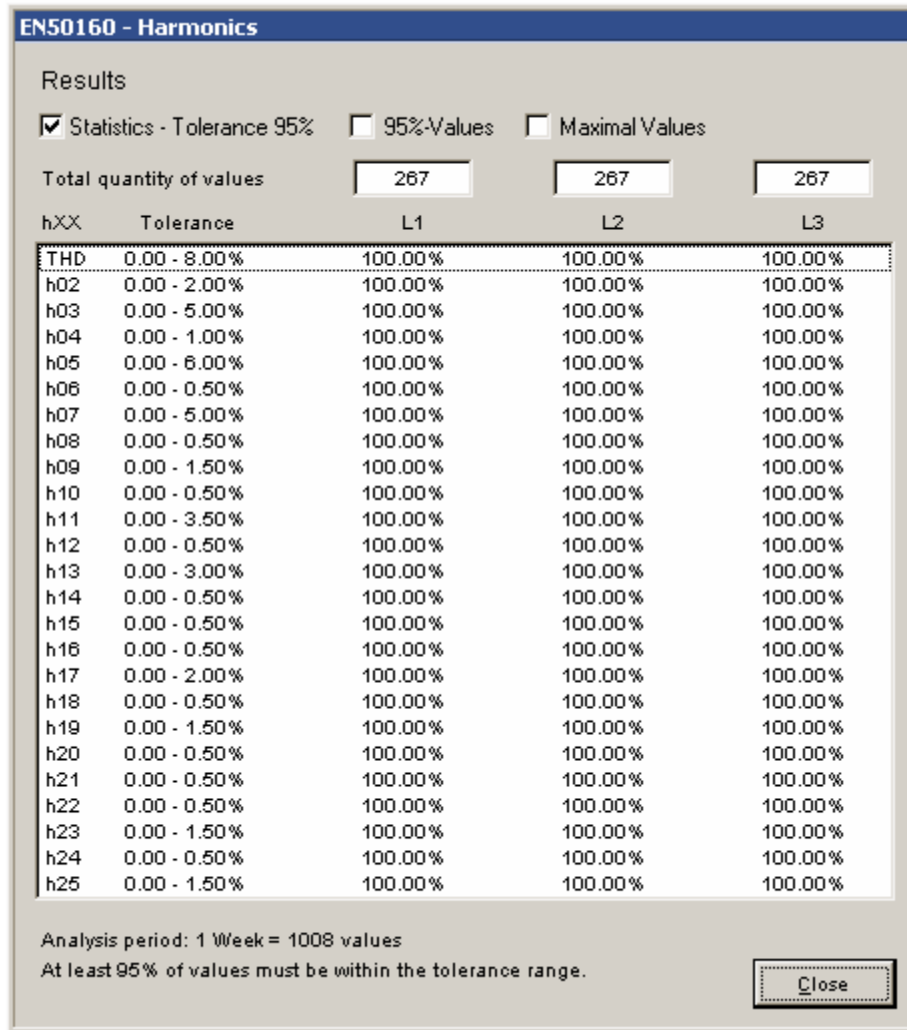 EN50160 - Harmonics
Results
Statistics - Tolerance 95% 95%-Values Maximal Values
Total quantity of values 267 267 267
hXX Tolerance L1 L2 L3
THD 0.00 - 8.00% 100.00% 100.00% 100.00%
h02 0.00 - 2.00% 100.00% 100.00% 100.00%
h03 0.00 - 5.00% 100.00% 100.00% 100.00%
h04 0.00 - 1.00% 100.00% 100.00% 100.00%
h05 0.00 - 6.00% 100.00% 100.00% 100.00%
h06 0.00 - 0.50% 100.00% 100.00% 100.00%
h07 0.00 - 5.00% 100.00% 100.00% 100.00%
h08 0.00 - 0.50% 100.00% 100.00% 100.00%
h09 0.00 - 1.50% 100.00% 100.00% 100.00%
h10 0.00 - 0.50% 100.00% 100.00% 100.00%
h11 0.00 - 3.50% 100.00% 100.00% 100.00%
h12 0.00 - 0.50% 100.00% 100.00% 100.00%
h13 0.00 - 3.00% 100.00% 100.00% 100.00%
h14 0.00 - 0.50% 100.00% 100.00% 100.00%
h15 0.00 - 0.50% 100.00% 100.00% 100.00%
h16 0.00 - 0.50% 100.00% 100.00% 100.00%
h17 0.00 - 2.00% 100.00% 100.00% 100.00%
h18 0.00 - 0.50% 100.00% 100.00% 100.00%
h19 0.00 - 1.50% 100.00% 100.00% 100.00%
h20 0.00 - 0.50% 100.00% 100.00% 100.00%
h21 0.00 - 0.50% 100.00% 100.00% 100.00%
h22 0.00 - 0.50% 100.00% 100.00% 100.00%
h23 0.00 - 1.50% 100.00% 100.00% 100.00%
h24 0.00 - 0.50% 100.00% 100.00% 100.00%
h25 0.00 - 1.50% 100.00% 100.00% 100.00%
Analysis period: 1 Week = 1008 values
At least 95% of values must be within the tolerance range.
Close